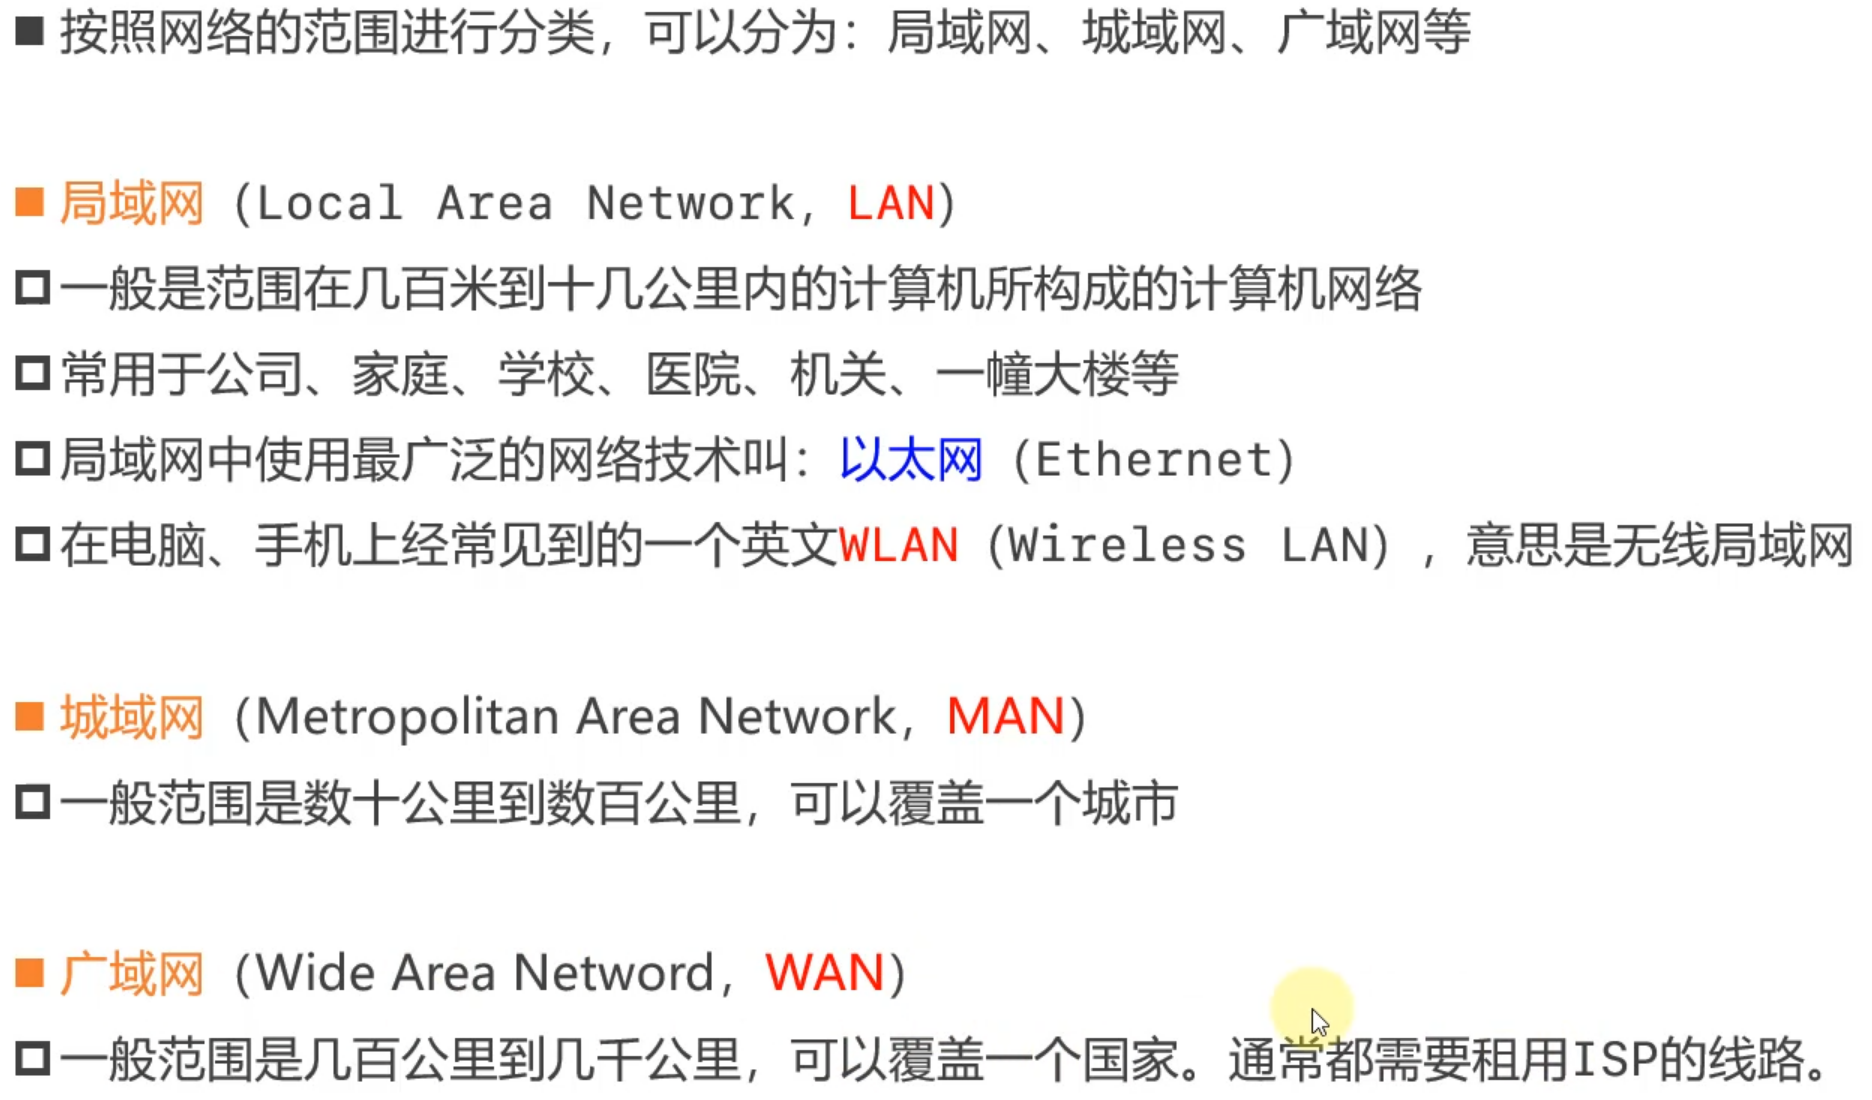 按照网络的范围进行分类，可以分为：局域网、城域网、广域网等
局域网（Local Area Network，LAN）
一般是范围在几百米到十几公里内的计算机所构成的计算机网络
常用于公司、家庭、学校、医院、机关、一幢大楼等
局域网中使用最广泛的网络技术叫：以太网（Ethernet）
在电脑、手机上经常见到的一个英文WLAN（Wireless LAN），意思是无线局域网
城域网（Metropolitan Area Network，MAN）
一般范围是数十公里到数百公里，可以覆盖一个城市
广域网（Wide Area Netword，WAN）
一般范围是几百公里到几千公里，可以覆盖一个国家。通常都需要租用ISP的线路。